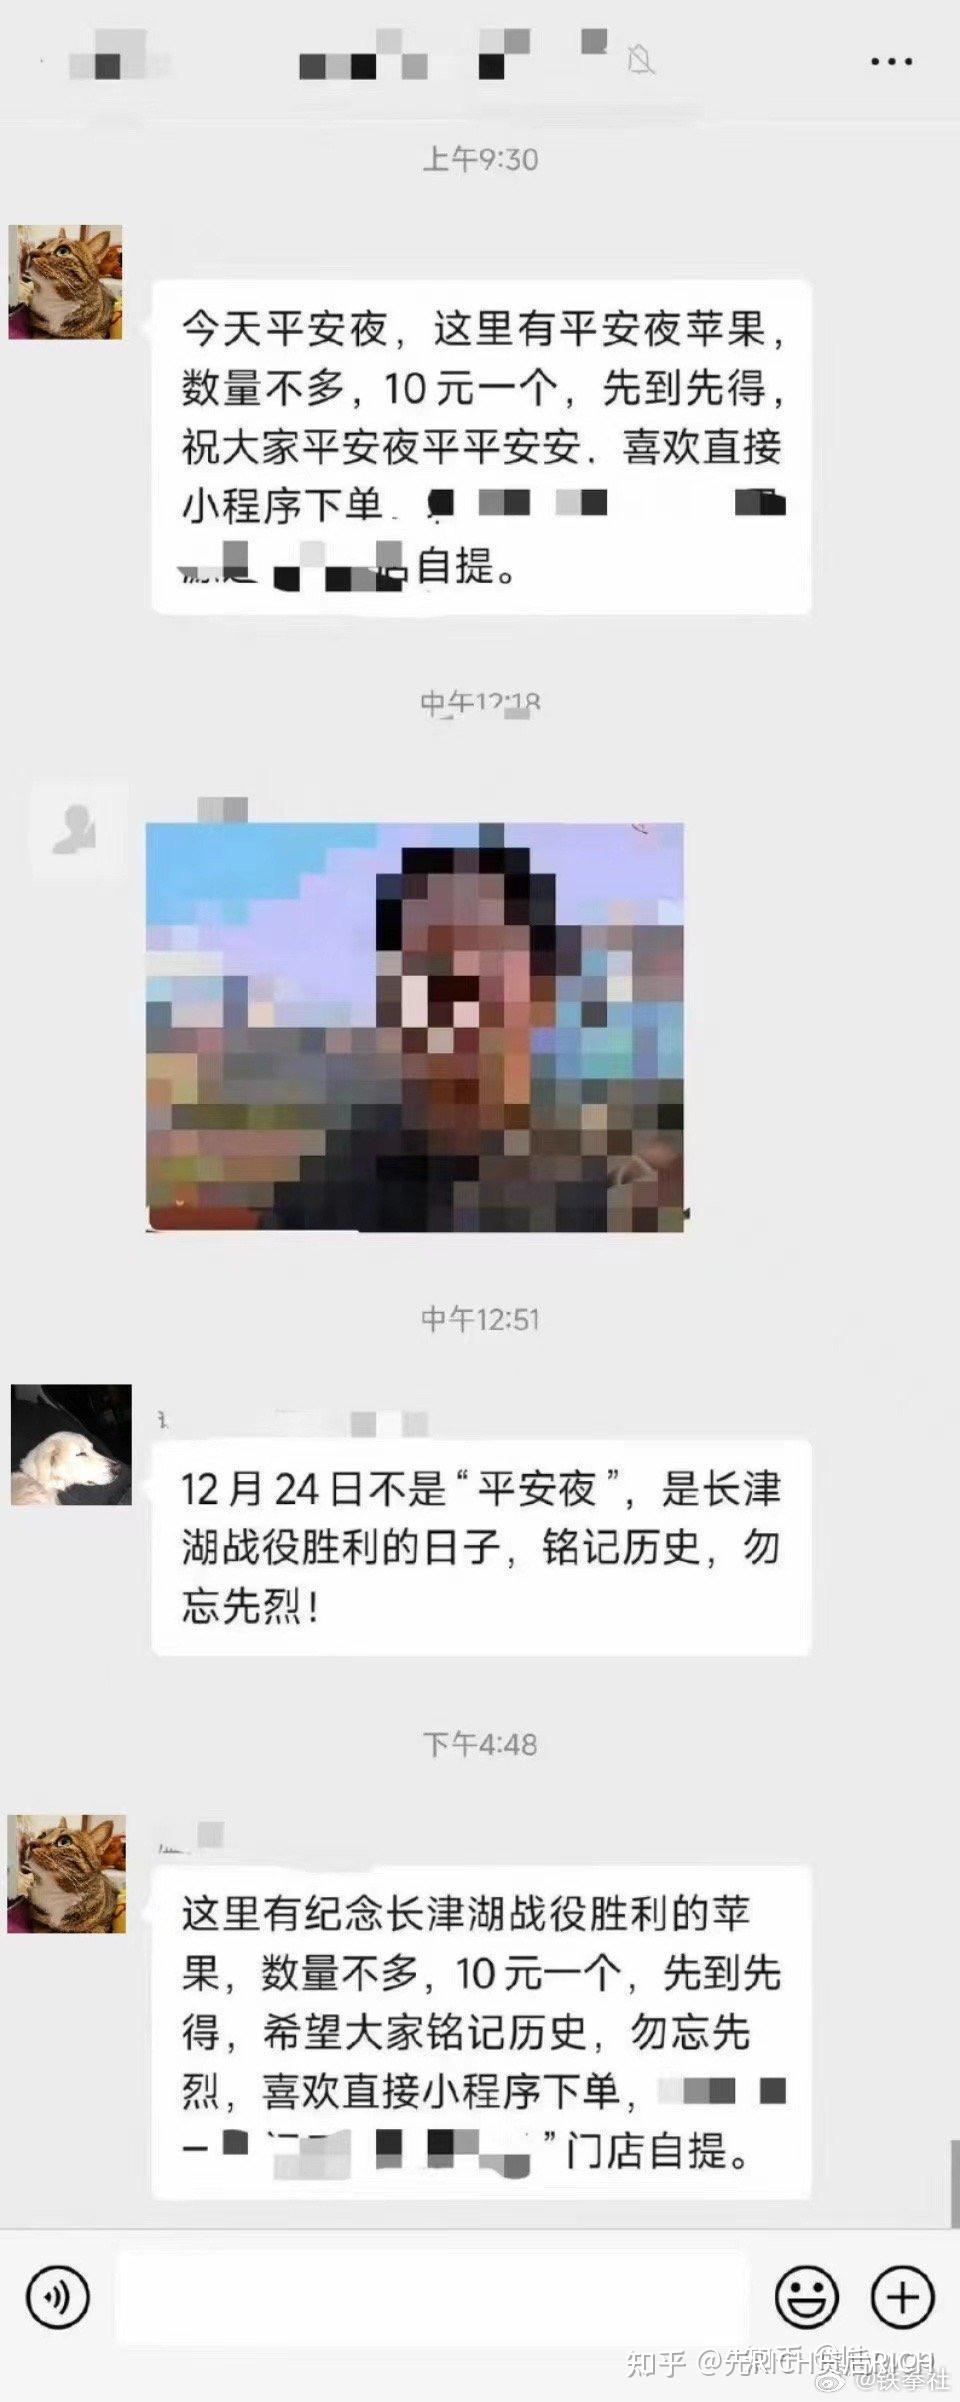 上午9:30
今天平安夜，这里有平安夜苹果，
数量不多，10元一个，先到先得，
祝大家平安夜平平安安．喜欢直接
小程序下单
自提。
中午12:18
中午12:51
12月24日不是“平安夜”，是长津
湖战役胜利的日子，铭记历史，勿
忘先烈！
下午4:48
这里有纪念长津湖战役胜利的苹
果，数量不多，10元一个，先到先
得，希望大家铭记历史，勿忘先
烈，喜欢直接小程序下单，
”门店自提。
知乎 @先RICH带后RICH
@铁拳社